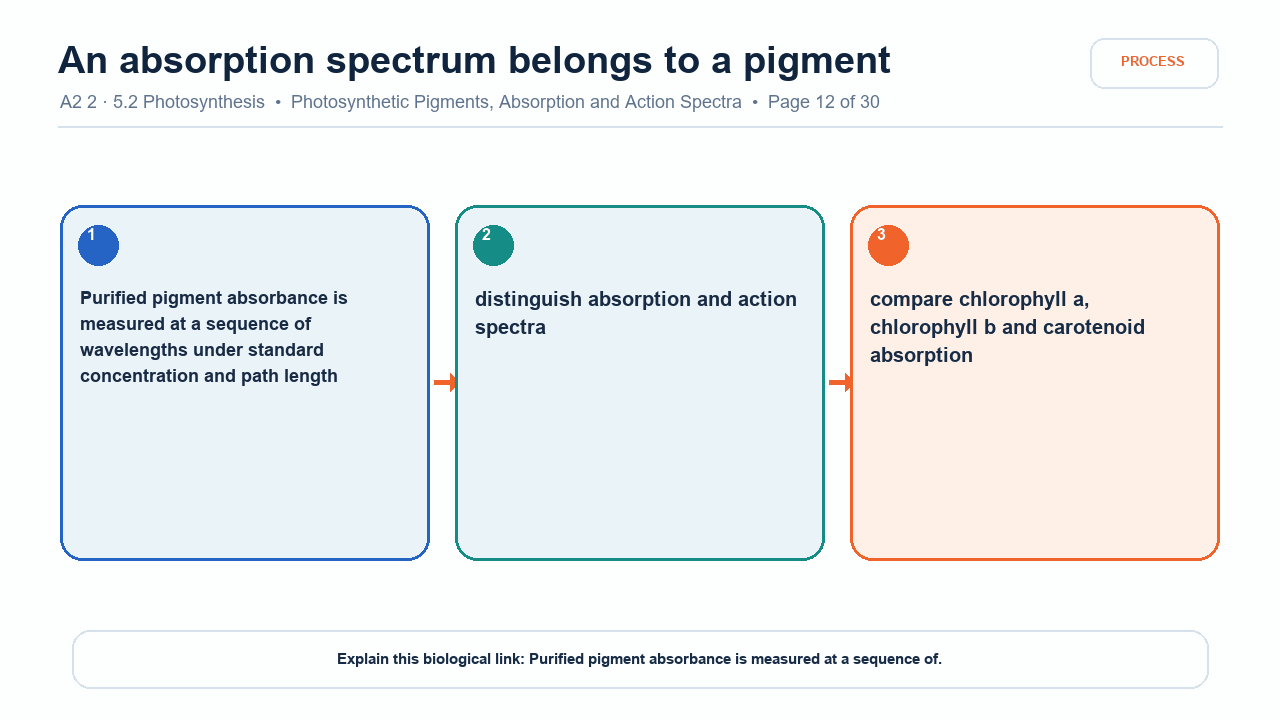 An absorption spectrum belongs to a pigment
PROCESS
A2 2 · 5.2 Photosynthesis • Photosynthetic Pigments, Absorption and Action Spectra • Page 12 of 30
1
Purified pigment absorbance is
measured at a sequence of
wavelengths under standard
concentration and path length
2
distinguish absorption and action
spectra
3
compare chlorophyll a,
chlorophyll b and carotenoid
absorption
Explain this biological link: Purified pigment absorbance is measured at a sequence of.